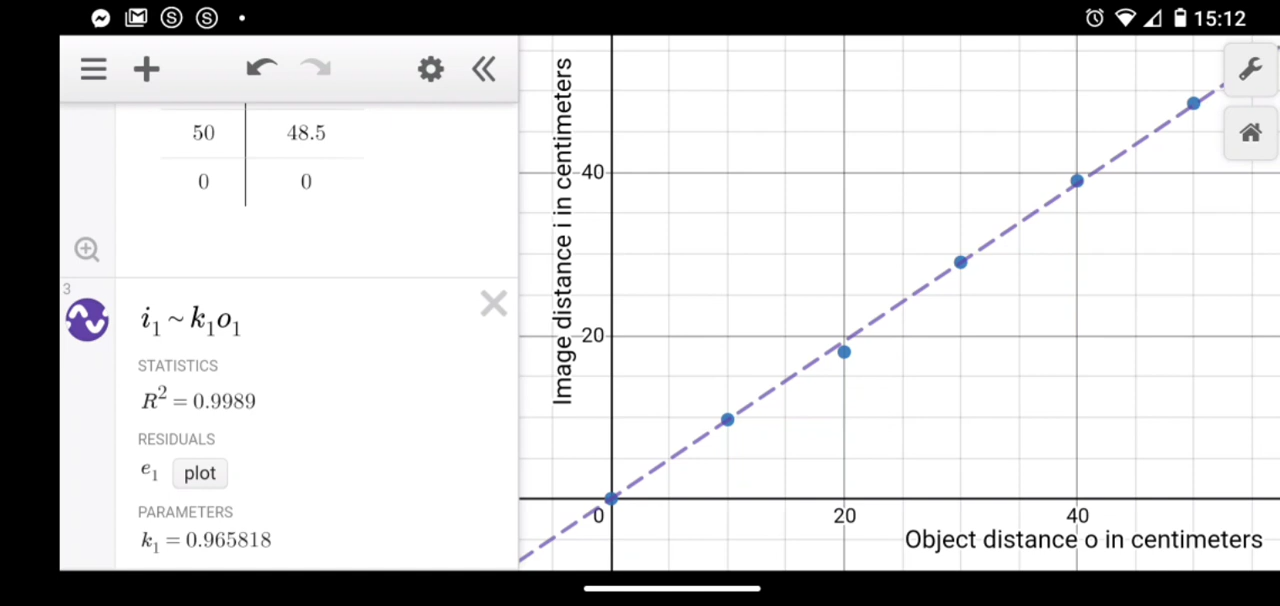 15:12
50 48.5
0 0
3
i₁ ~ k₁o₁
STATISTICS
R² = 0.9989
RESIDUALS
e₁ plot
PARAMETERS
k₁ = 0.965818
Image distance i in centimeters
40
20
0 20 40
Object distance o in centimeters